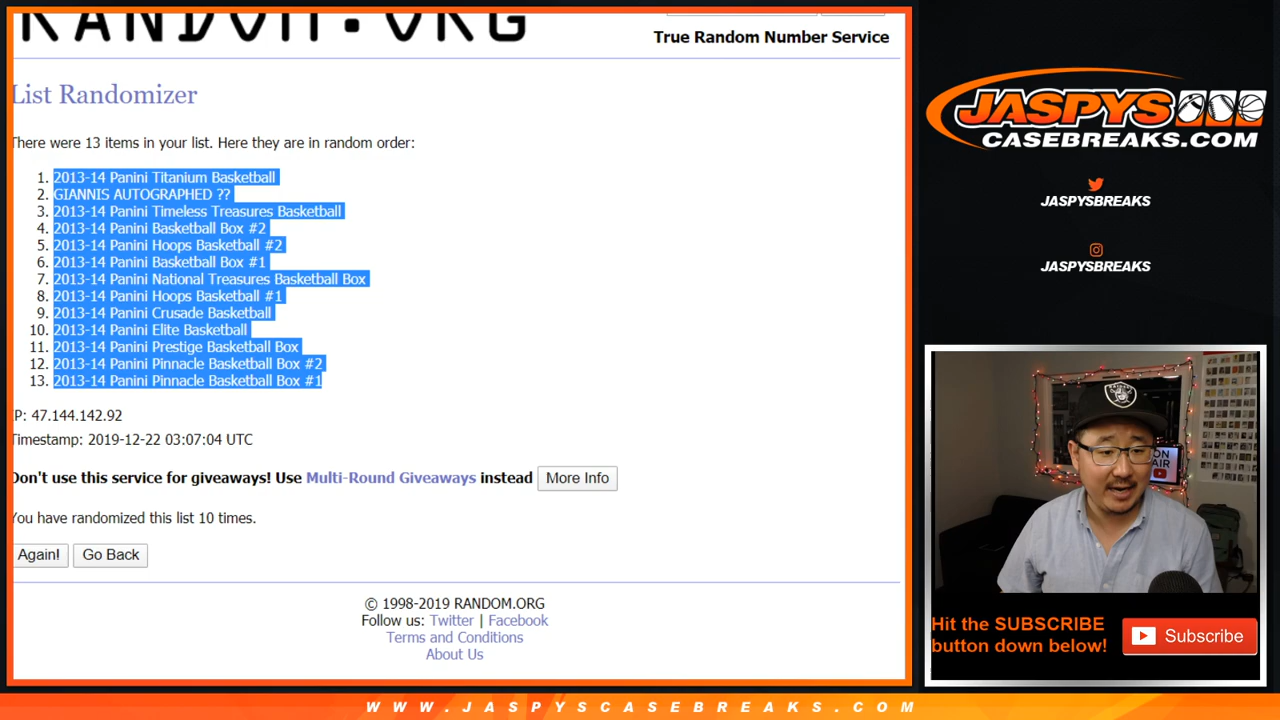 RANDOM.ORG
True Random Number Service
List Randomizer
There were 13 items in your list. Here they are in random order:
1. 2013-14 Panini Titanium Basketball
2. GIANNIS AUTOGRAPHED ??
3. 2013-14 Panini Timeless Treasures Basketball
4. 2013-14 Panini Basketball Box #2
5. 2013-14 Panini Hoops Basketball #2
6. 2013-14 Panini Basketball Box #1
7. 2013-14 Panini National Treasures Basketball Box
8. 2013-14 Panini Hoops Basketball #1
9. 2013-14 Panini Crusade Basketball
10. 2013-14 Panini Elite Basketball
11. 2013-14 Panini Prestige Basketball Box
12. 2013-14 Panini Pinnacle Basketball Box #2
13. 2013-14 Panini Pinnacle Basketball Box #1
IP: 47.144.142.92
Timestamp: 2019-12-22 03:07:04 UTC
Don't use this service for giveaways! Use Multi-Round Giveaways instead More Info
You have randomized this list 10 times.
Again! Go Back
© 1998-2019 RANDOM.ORG
Follow us: Twitter | Facebook
Terms and Conditions
About Us
JASPYS
CASEBREAKS.COM
JASPYSBREAKS
JASPYSBREAKS
RAIDERS
ON
AIR
Hit the SUBSCRIBE
button down below!
Subscribe
WWW.JASPYSCASEBREAKS.COM